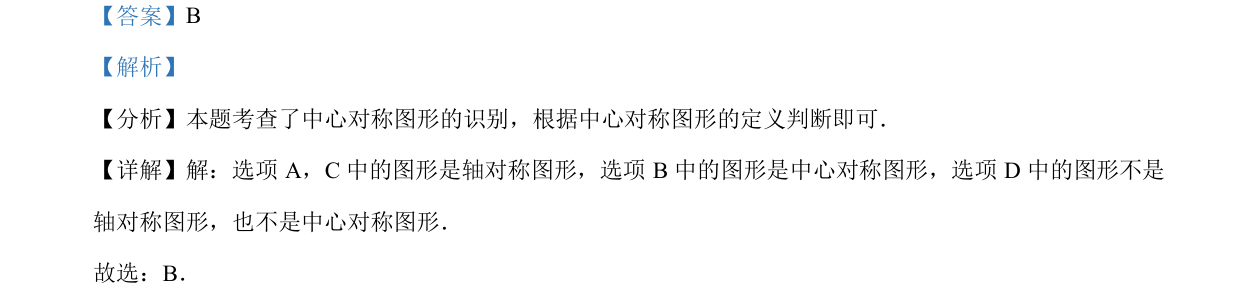 【答案】B
【解析】
【分析】本题考查了中心对称图形的识别，根据中心对称图形的定义判断即可．
【详解】解：选项 A，C 中的图形是轴对称图形，选项 B 中的图形是中心对称图形，选项 D 中的图形不是
轴对称图形，也不是中心对称图形．
故选：B．